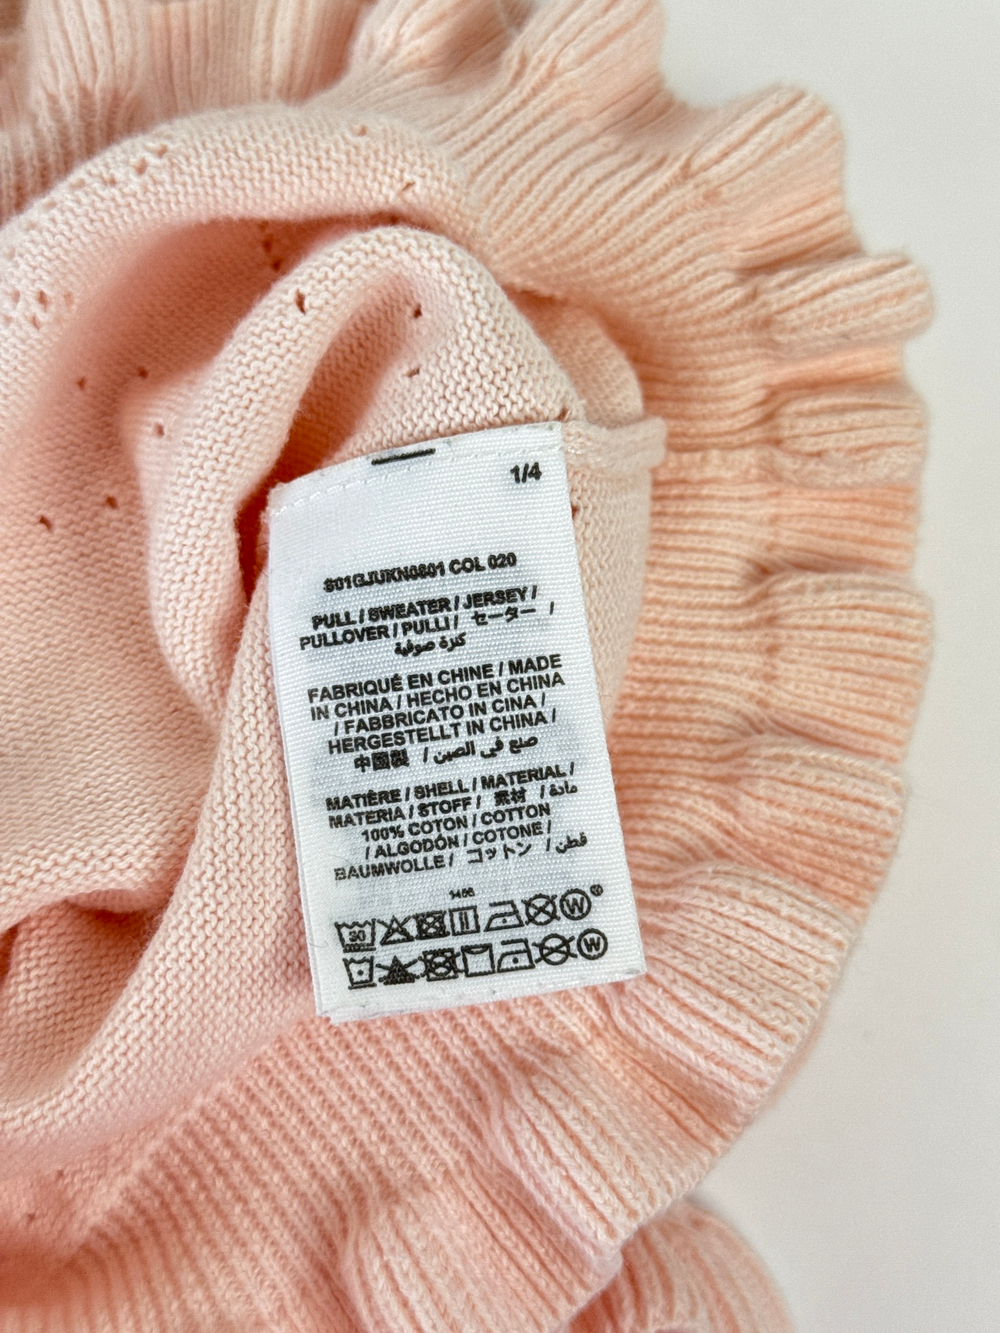 1/4
S01GJUKN0801 COL 020
PULL / SWEATER / JERSEY /
PULLOVER / PULLI / セーター /
كنزة صوفية
FABRIQUÉ EN CHINE / MADE
IN CHINA / HECHO EN CHINA
/ FABBRICATO IN CINA /
HERGESTELLT IN CHINA /
中國製 / صنع في الصين
MATIÈRE / SHELL / MATERIAL /
MATERIA / STOFF / 素材 / مادة
100% COTON / COTTON
/ ALGODÓN / COTONE /
BAUMWOLLE / コットン / قطن
1466
30 W
W